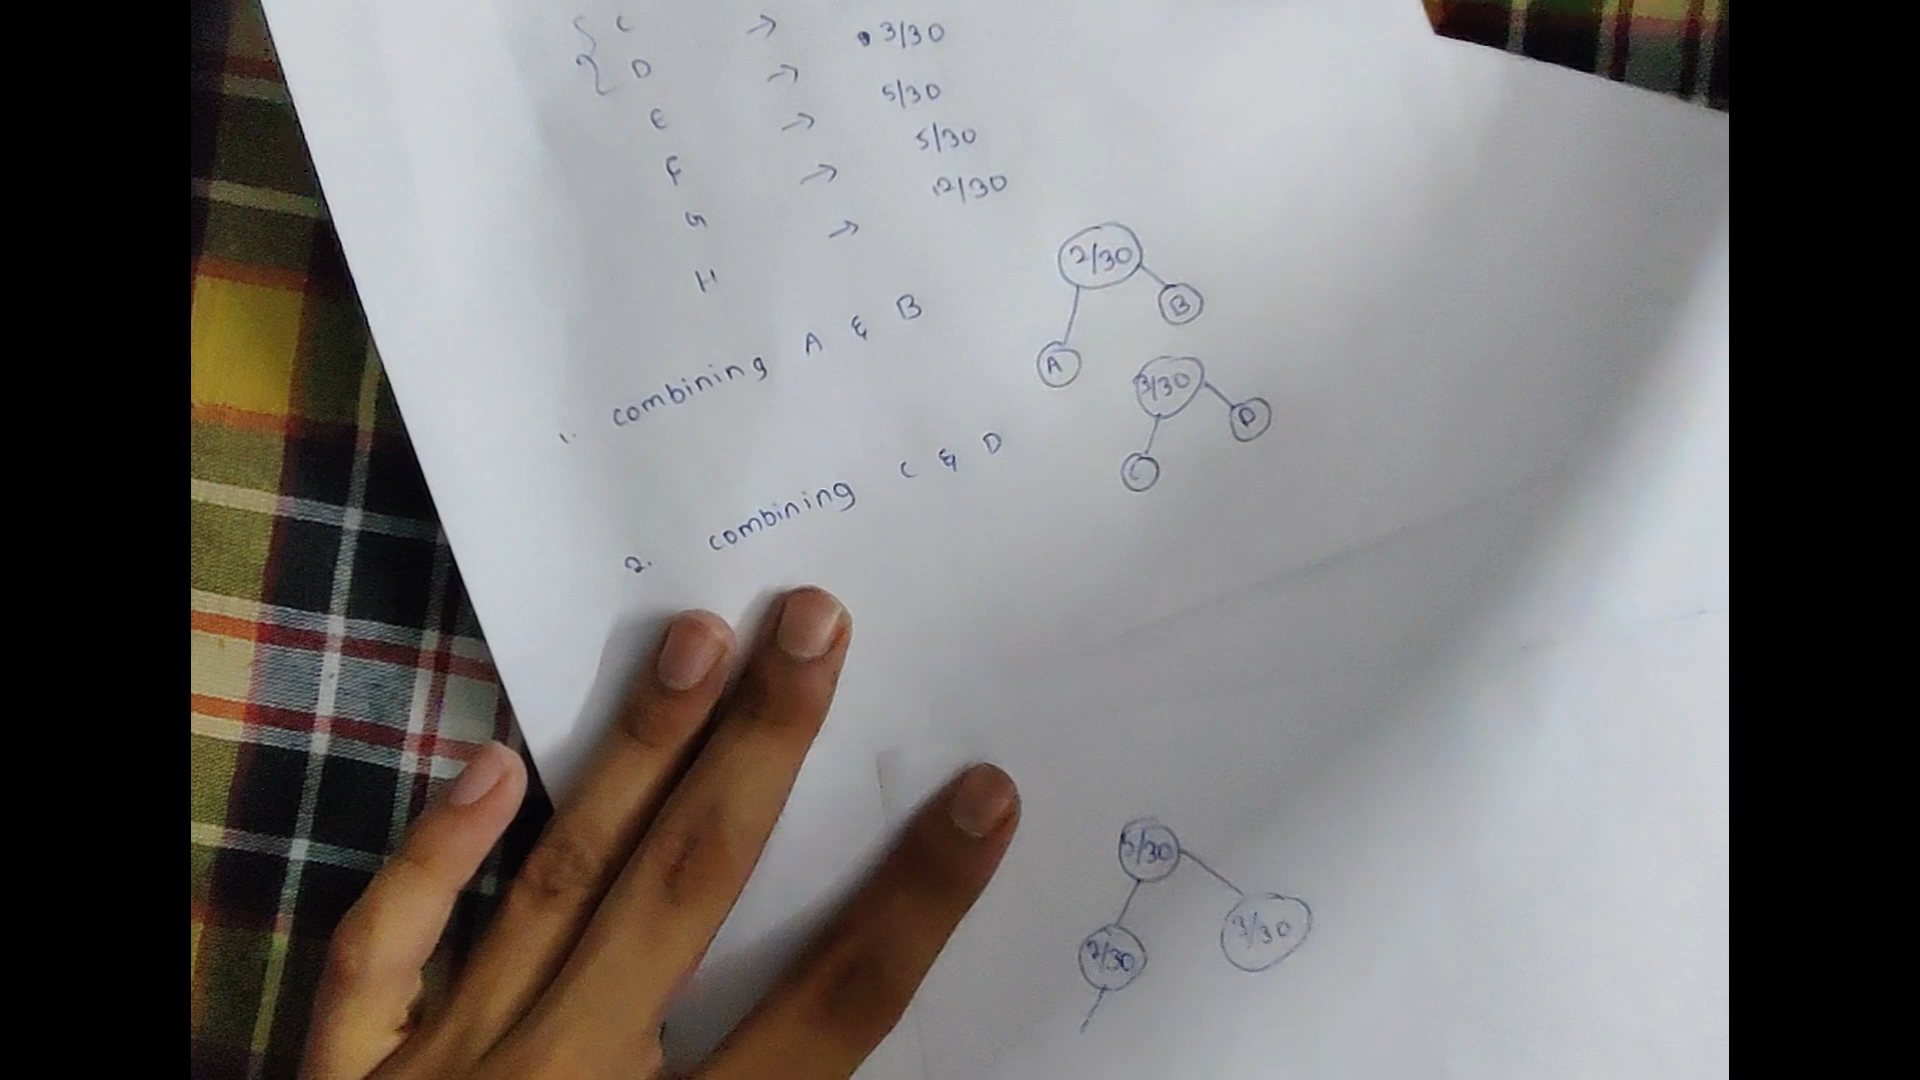 C →
D → 3/30
E → 5/30
F → 5/30
G → 2/30
H
1. combining A & B
2/30
A B
2. combining C & D
3/30
C D
5/30
2/30 3/30